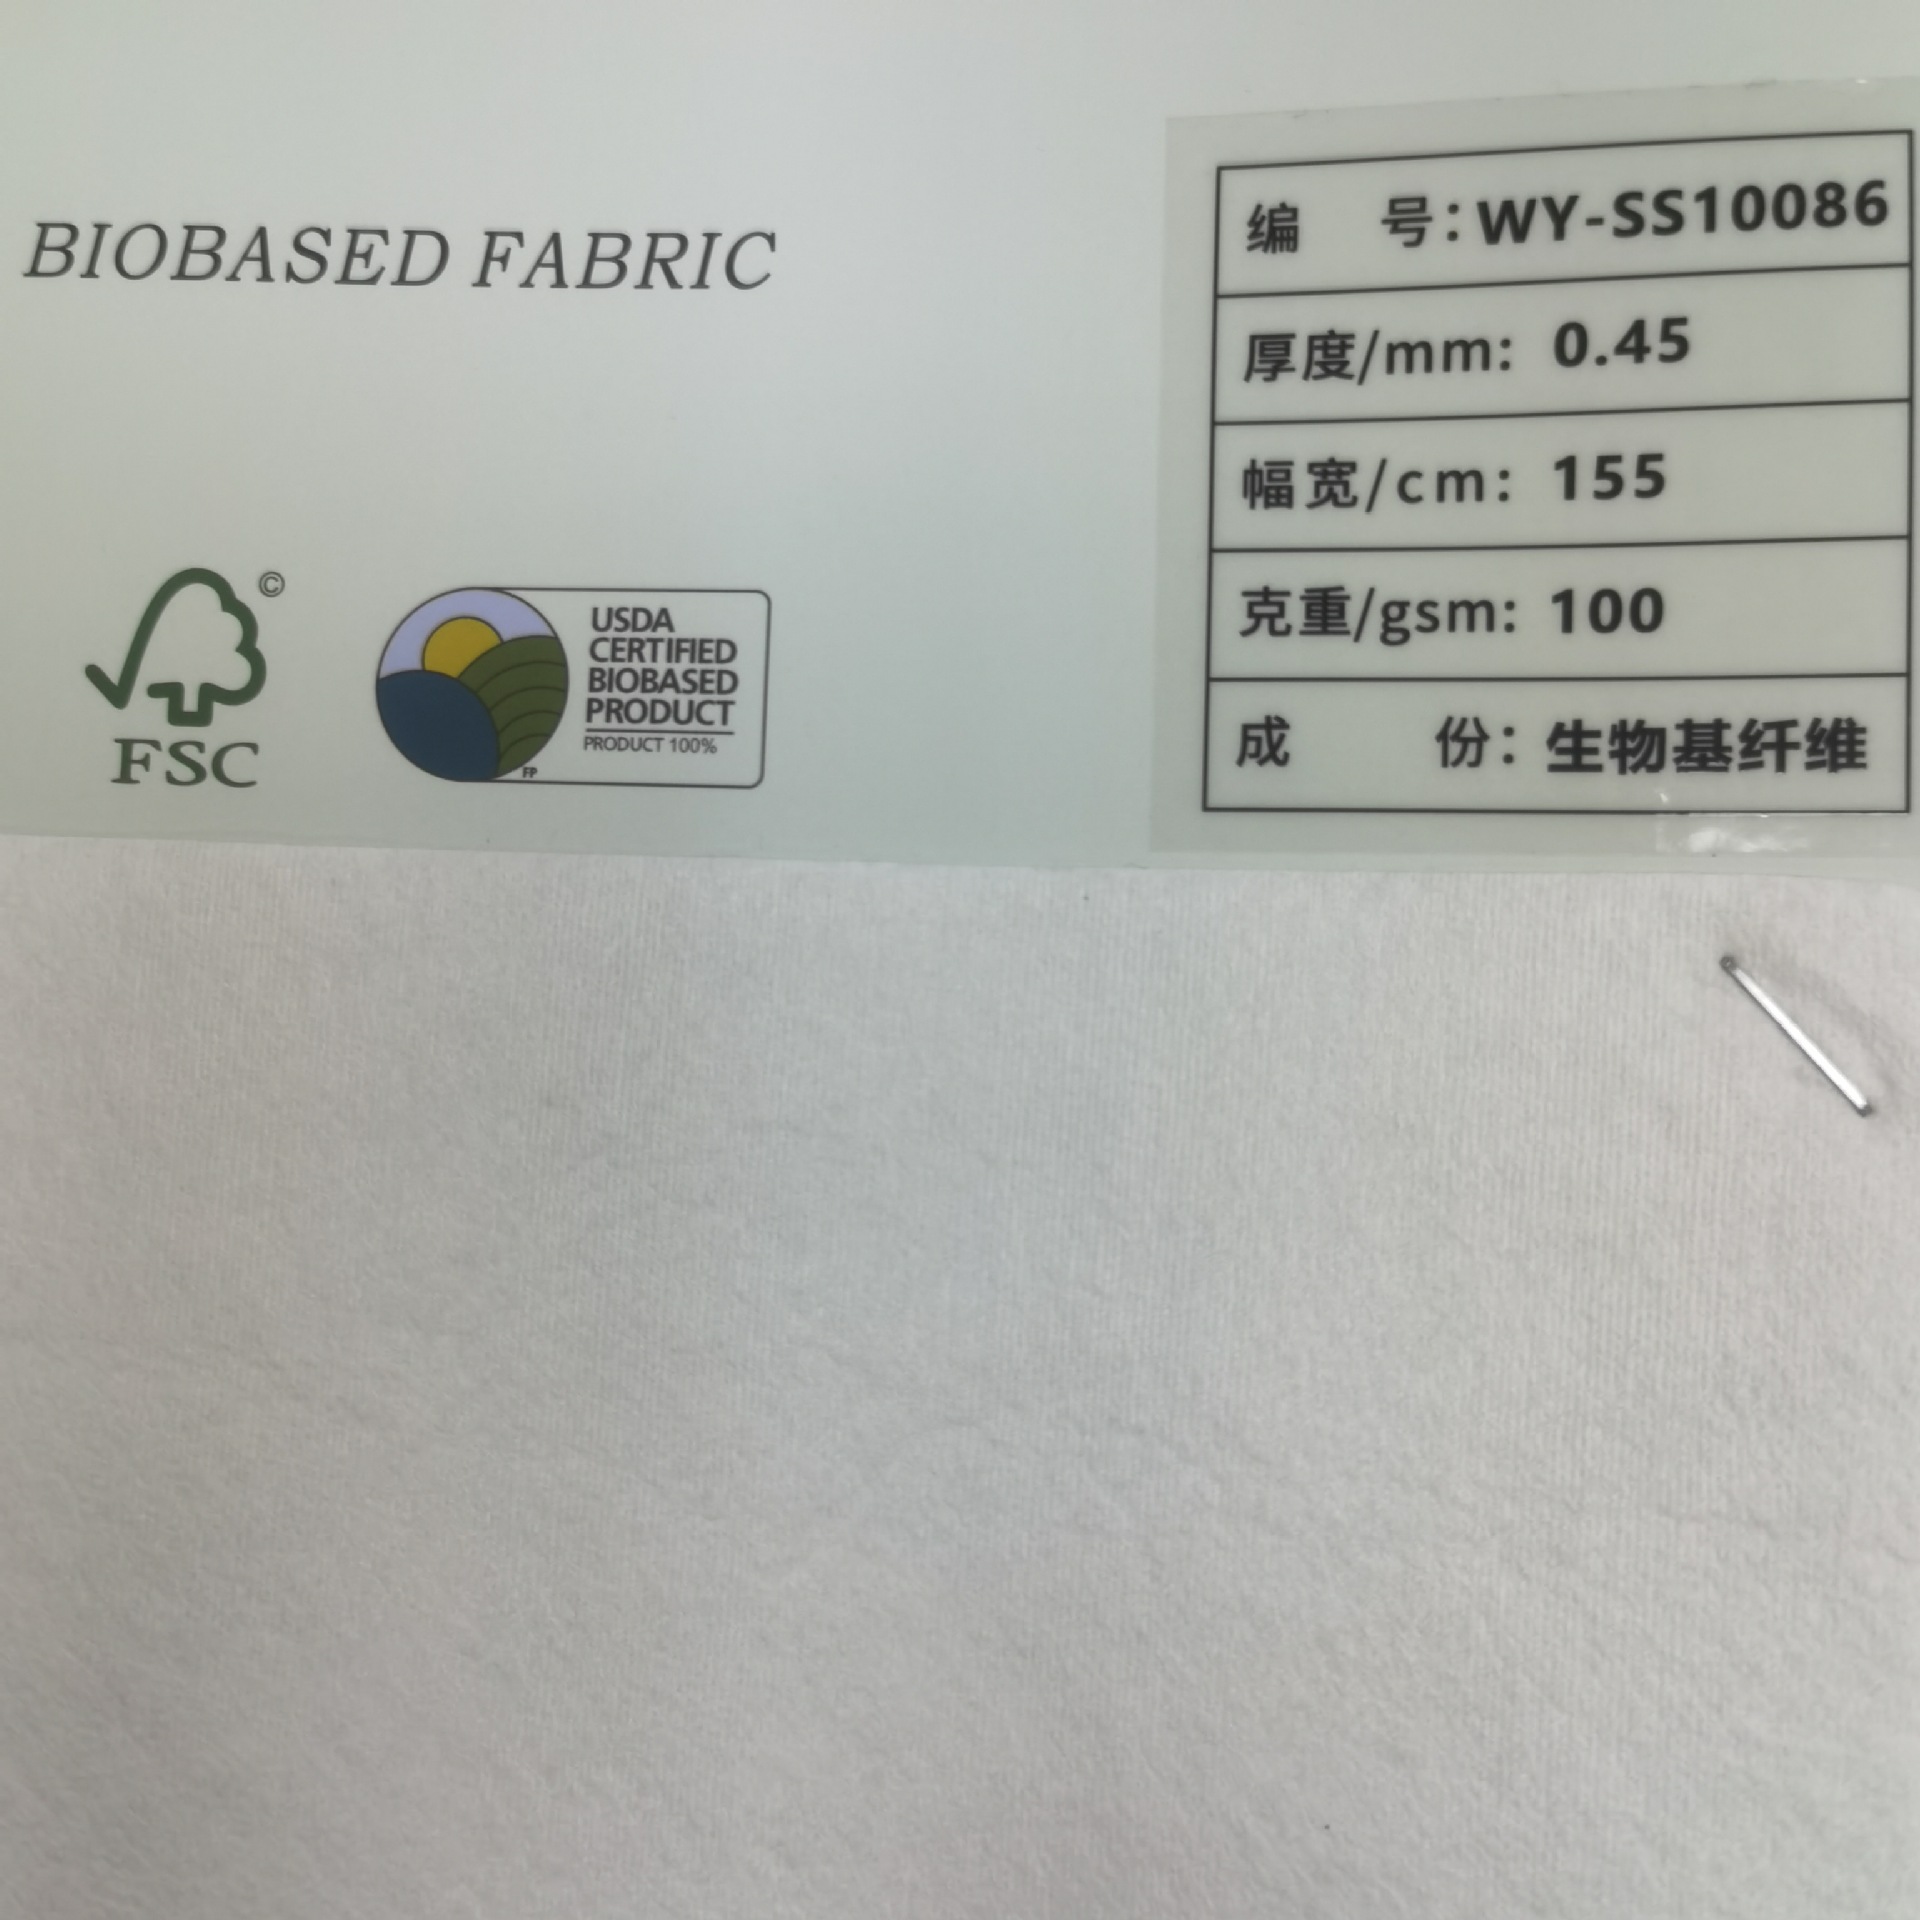 BIOBASED FABRIC
编 号: WY-SS10086
厚度/mm: 0.45
幅宽/cm: 155
克重/gsm: 100
成 份: 生物基纤维
©
FSC
USDA
CERTIFIED
BIOBASED
PRODUCT
PRODUCT 100%
FP